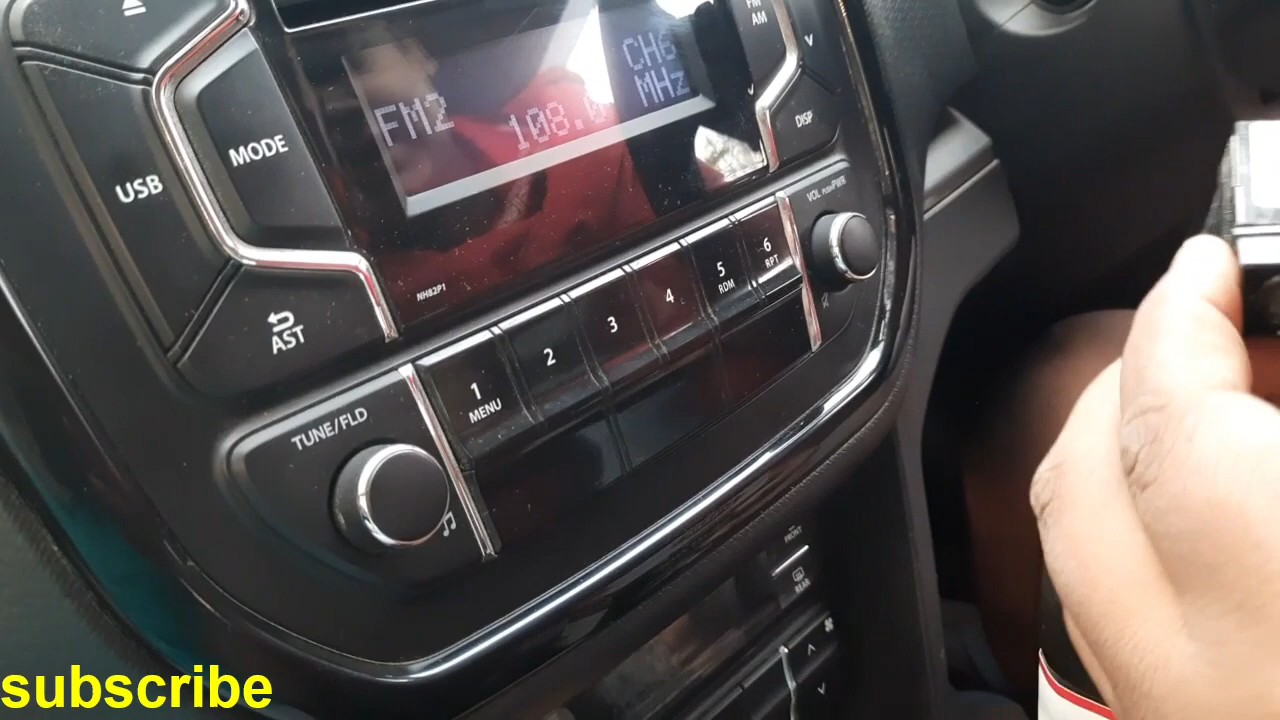 FM AM
MODE
USB
FM2
108.0
CH6
MHz
DISP
VOL PUSH PWR
NH82P1
AST
1 MENU
2
3
4
5 RDM
6 RPT
TUNE/FLD
FRONT
REAR
subscribe